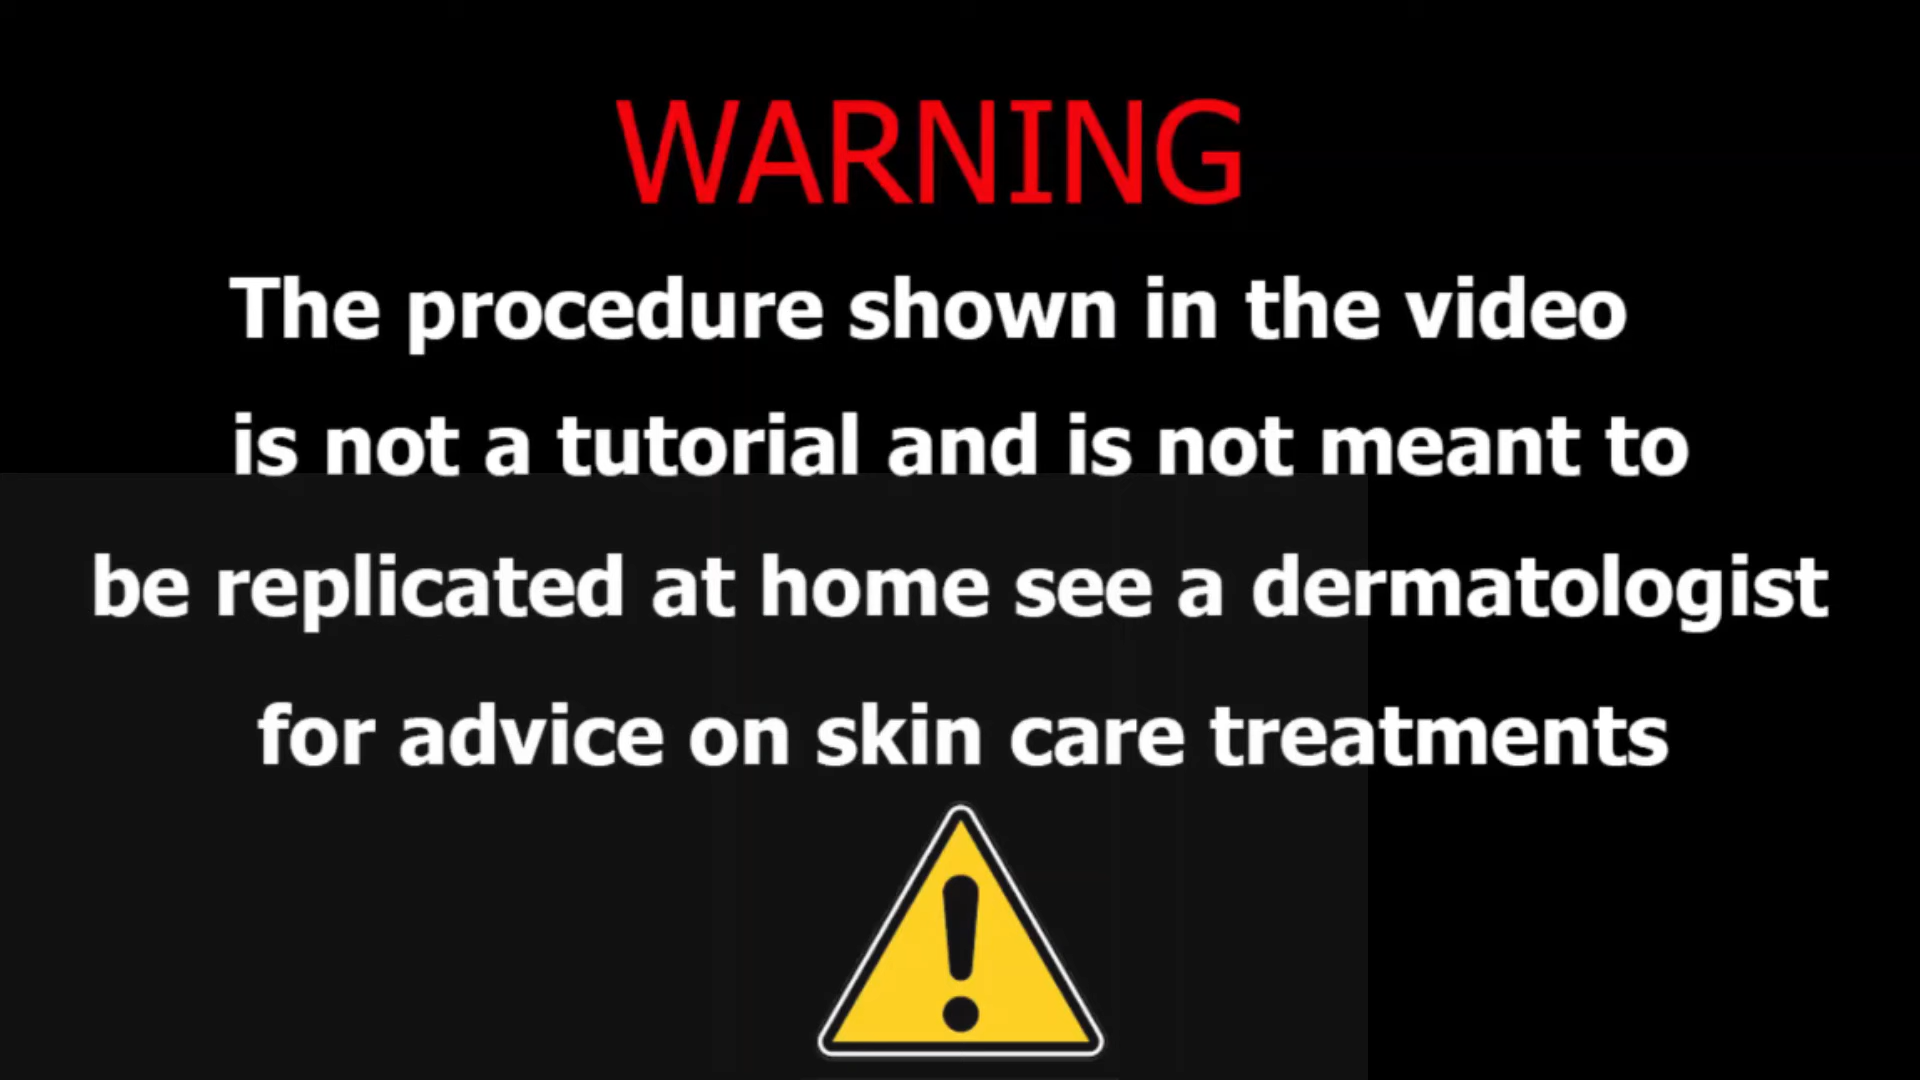 WARNING
The procedure shown in the video
is not a tutorial and is not meant to
be replicated at home see a dermatologist
for advice on skin care treatments